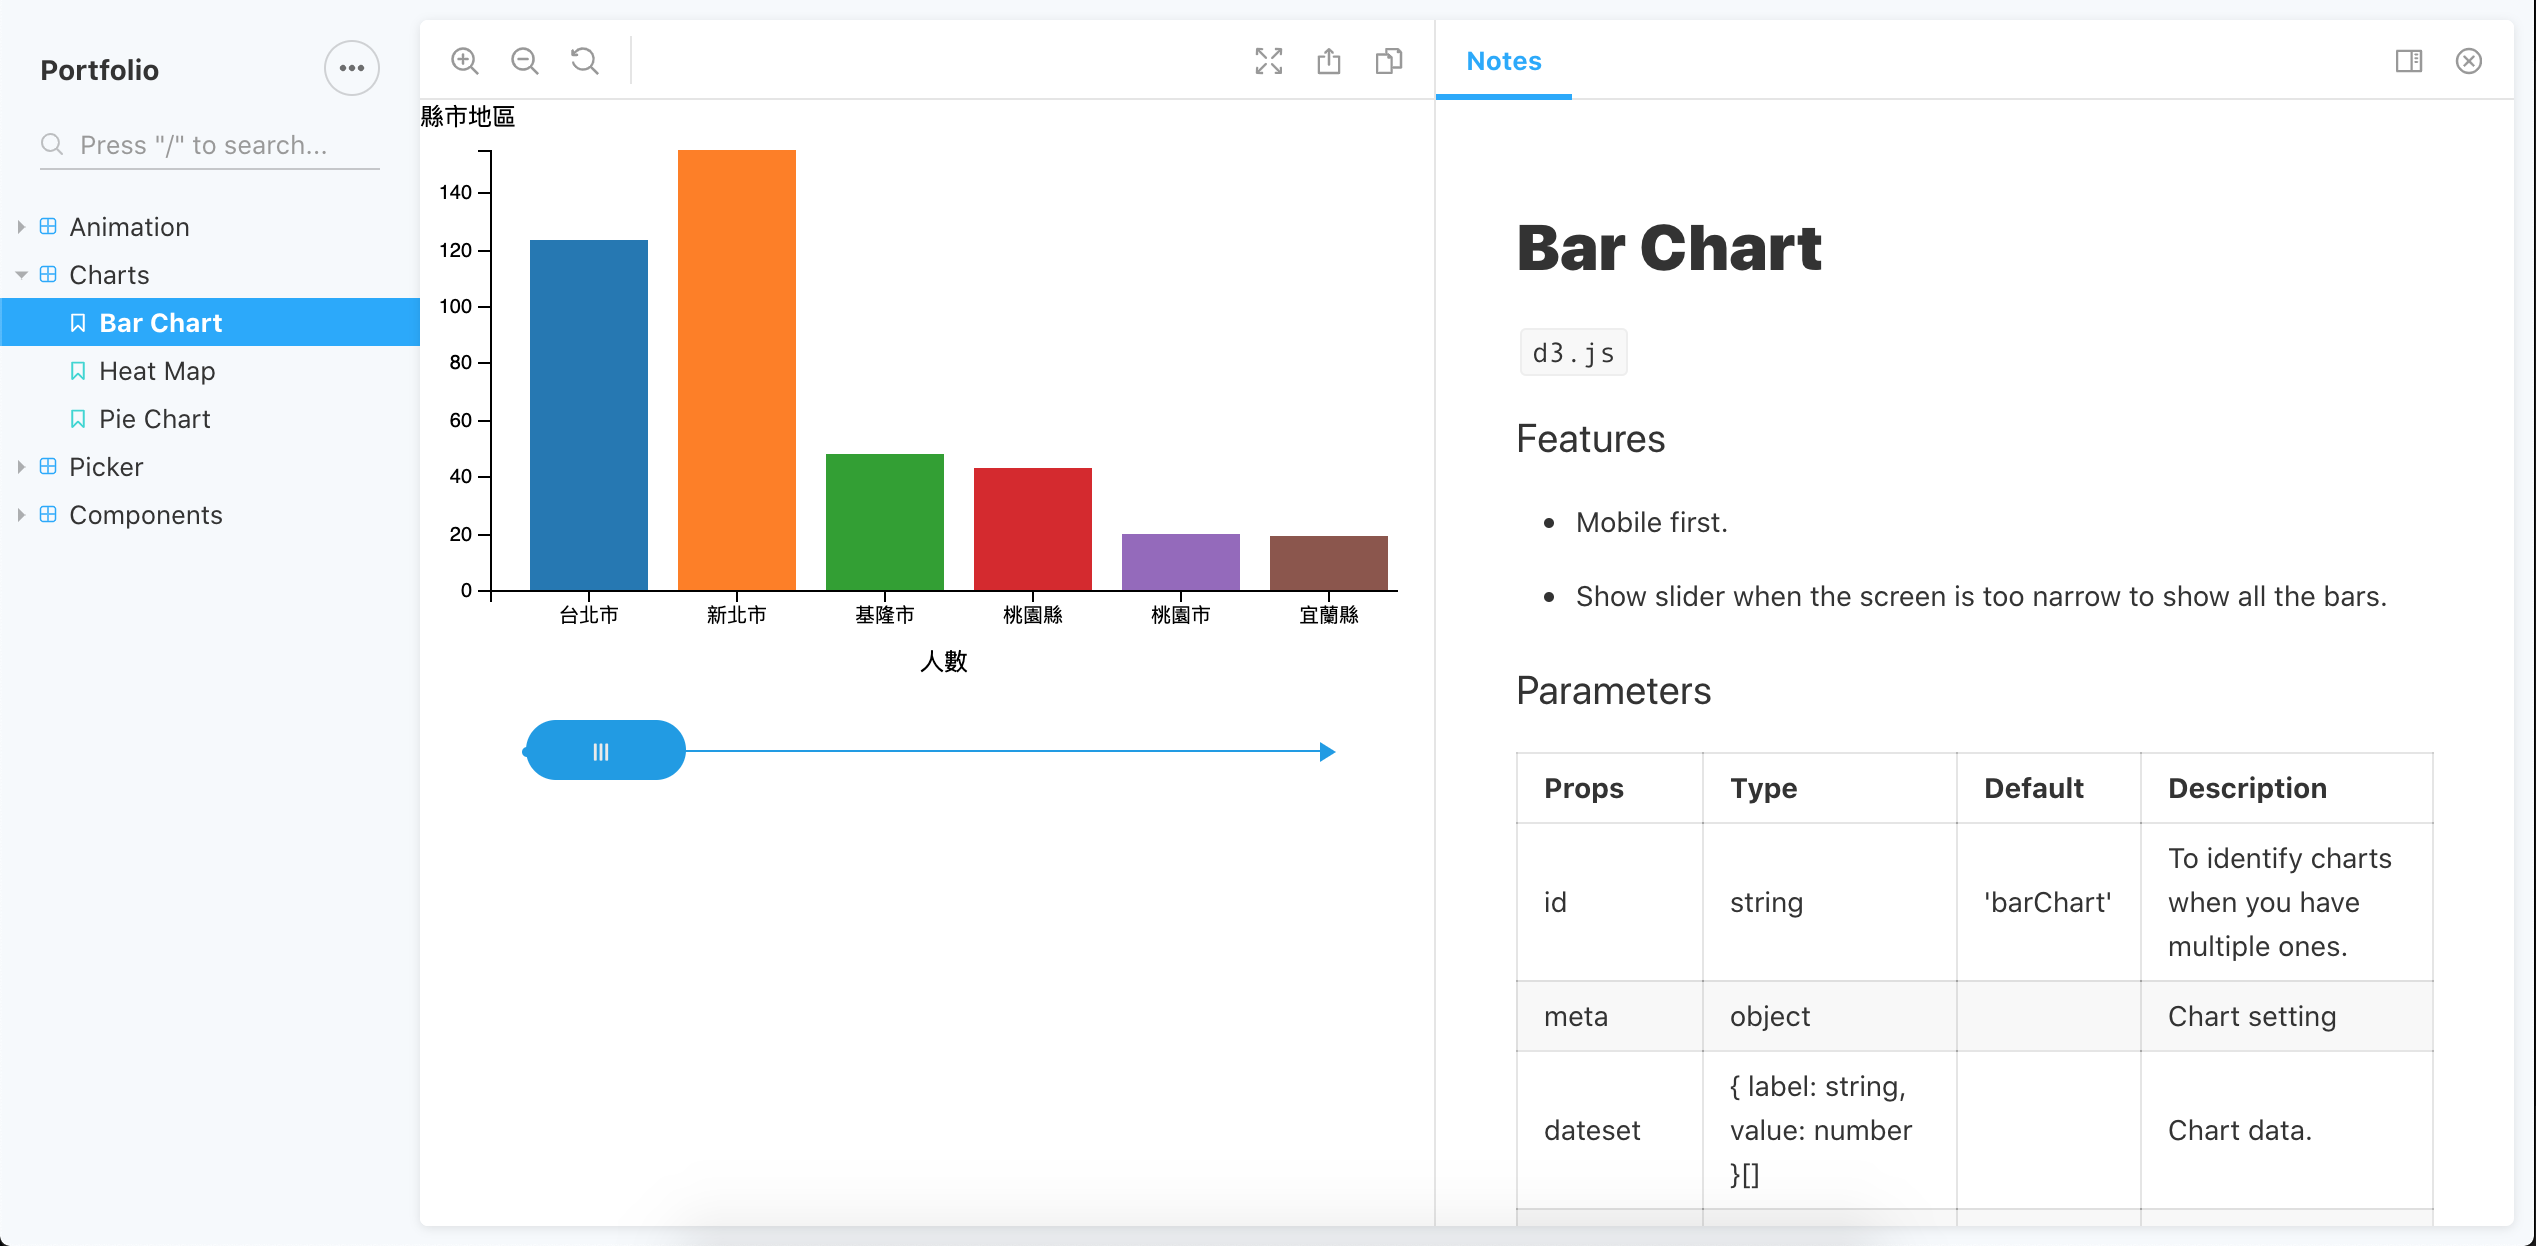 Portfolio
Press "/" to search...
Animation
Charts
Bar Chart
Heat Map
Pie Chart
Picker
Components
縣市地區
140
120
100
80
60
40
20
0
台北市 新北市 基隆市 桃園縣 桃園市 宜蘭縣
人數
Notes
Bar Chart
d3.js
Features
Mobile first.
Show slider when the screen is too narrow to show all the bars.
Parameters
Props Type Default Description
id string 'barChart' To identify charts
when you have
multiple ones.
meta object Chart setting
dateset { label: string,
value: number
}[] Chart data.